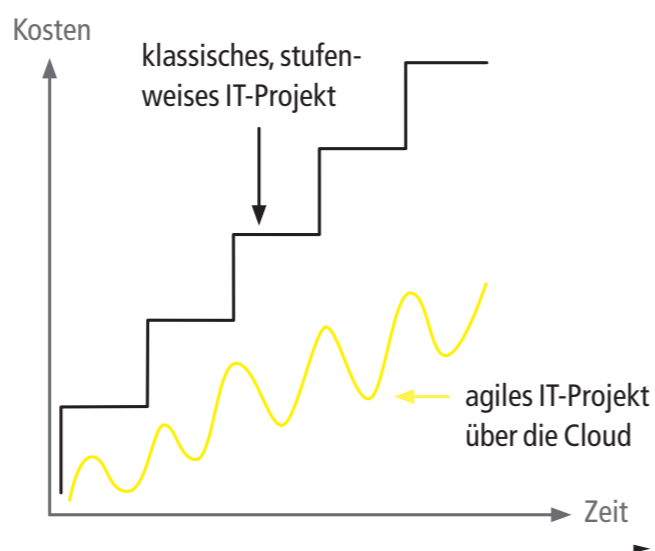 Kosten
klassisches, stufen-
weises IT-Projekt
agiles IT-Projekt
über die Cloud
Zeit